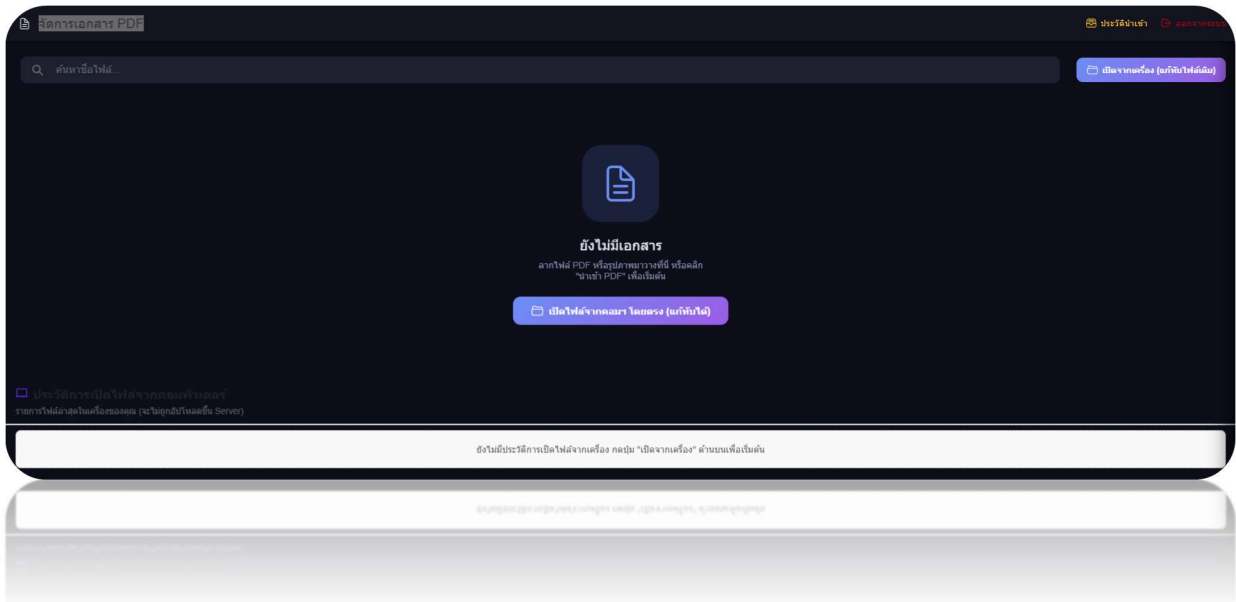 จัดการเอกสาร PDF
ประวัตินำเข้า
ออกจากระบบ
ค้นหาชื่อไฟล์...
เปิดจากเครื่อง (แก้ทับไฟล์เดิม)
ยังไม่มีเอกสาร
ลากไฟล์ PDF หรือรูปภาพมาวางที่นี่ หรือคลิก
"นำเข้า PDF" เพื่อเริ่มต้น
เปิดไฟล์จากคอมฯ โดยตรง (แก้ทับได้)
ประวัติการเปิดไฟล์จากคอมพิวเตอร์
รายการไฟล์ล่าสุดในเครื่องของคุณ (จะไม่ถูกอัปโหลดขึ้น Server)
ยังไม่มีประวัติการเปิดไฟล์จากเครื่อง กดปุ่ม "เปิดจากเครื่อง" ด้านบนเพื่อเริ่มต้น